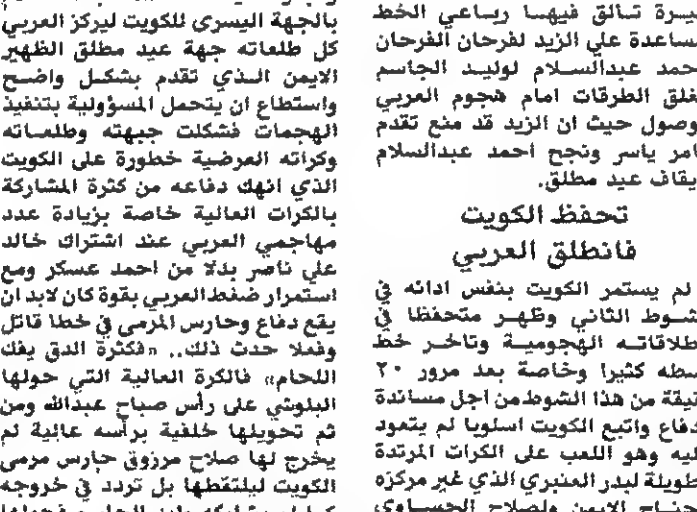 يرة تألق فيها رباعي الخط
ساعدة علي الزيد لفرحان الفرحان
حمد عبدالسلام لوليد الجاسم
غلق الطرقات امام هجوم العربي
وصول حيث ان الزيد قد منع تقدم
امر ياسر ونجح احمد عبدالسلام
يقاف عيد مطلق.
تحفظ الكويت
فانطلق العربي
لم يستمر الكويت بنفس ادائه في
شوط الثاني وظهر متحفظا في
طلاقاته الهجومية وتاخر خط
سطه كثيرا وخاصة بعد مرور ٢٠
قيقة من هذا الشوط من اجل مساندة
دفاع واتبع الكويت اسلوبا لم يتعود
ليه وهو اللعب على الكرات المرتدة
طويلة لبدر العنبري الذي غير مركزه
جناح الايمن ولصلاح الحساوي
بالجهة اليسرى للكويت ليركز العربي
كل طلعاته جهة عيد مطلق الظهير
الايمن الذي تقدم بشكل واضح
واستطاع ان يتحمل المسؤولية بتنفيذ
الهجمات فشكلت جبهته وطلعاته
وكراته العرضية خطورة على الكويت
الذي انهك دفاعه من كثرة المشاركة
بالكرات العالية خاصة بزيادة عدد
مهاجمي العربي عند اشتراك خالد
علي ناصر بدلا من احمد عسكر ومع
استمرار ضغط العربي بقوة كان لابد ان
يقع دفاع وحارس المرمى في خطا قاتل
وفعلا حدث ذلك.. «فكثرة الدق يفك
اللحام» فالكرة العالية التي حولها
البلوشي على رأس صباح عبدالله ومن
ثم تحويلها خلفية برأسه عالية لم
يخرج لها صلاح مرزوق حارس مرمى
الكويت ليلتقطها بل تردد في خروجه